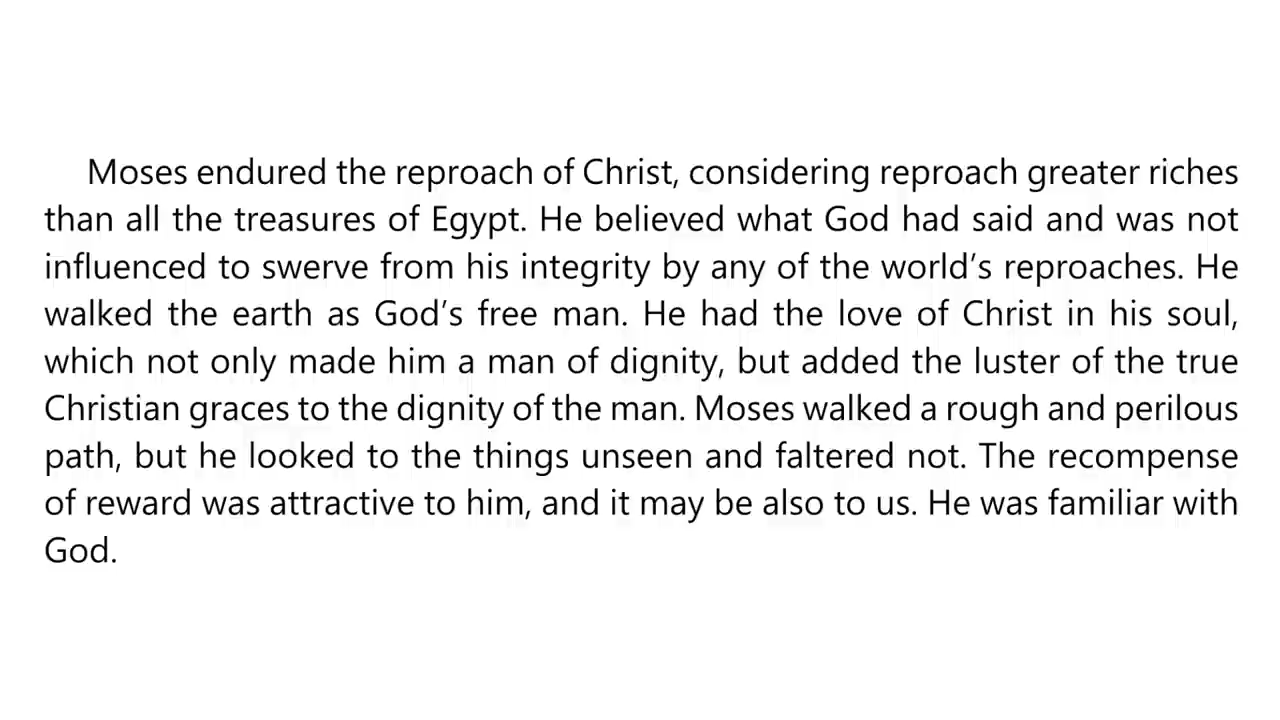 Moses endured the reproach of Christ, considering reproach greater riches
than all the treasures of Egypt. He believed what God had said and was not
influenced to swerve from his integrity by any of the world’s reproaches. He
walked the earth as God’s free man. He had the love of Christ in his soul,
which not only made him a man of dignity, but added the luster of the true
Christian graces to the dignity of the man. Moses walked a rough and perilous
path, but he looked to the things unseen and faltered not. The recompense
of reward was attractive to him, and it may be also to us. He was familiar with
God.